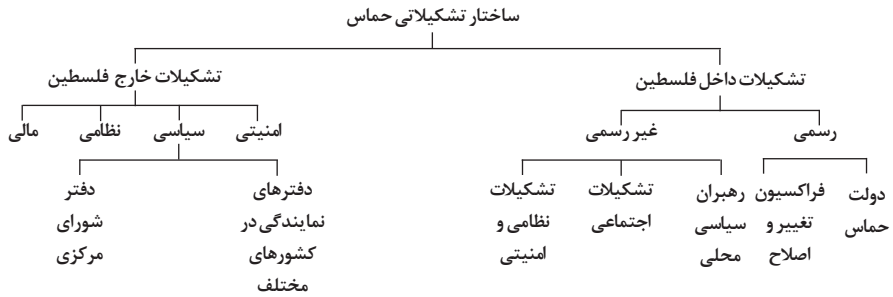 ساختار تشکیلاتی حماس
تشکیلات داخل فلسطین
تشکیلات خارج فلسطین
رسمی
غیر رسمی
امنیتی
سیاسی
نظامی
مالی
دولت
حماس
فراکسیون
تغییر و
اصلاح
رهبران
سیاسی
محلی
تشکیلات
اجتماعی
تشکیلات
نظامی و
امنیتی
دفترهای
نمایندگی در
کشورهای
مختلف
دفتر
شورای
مرکزی